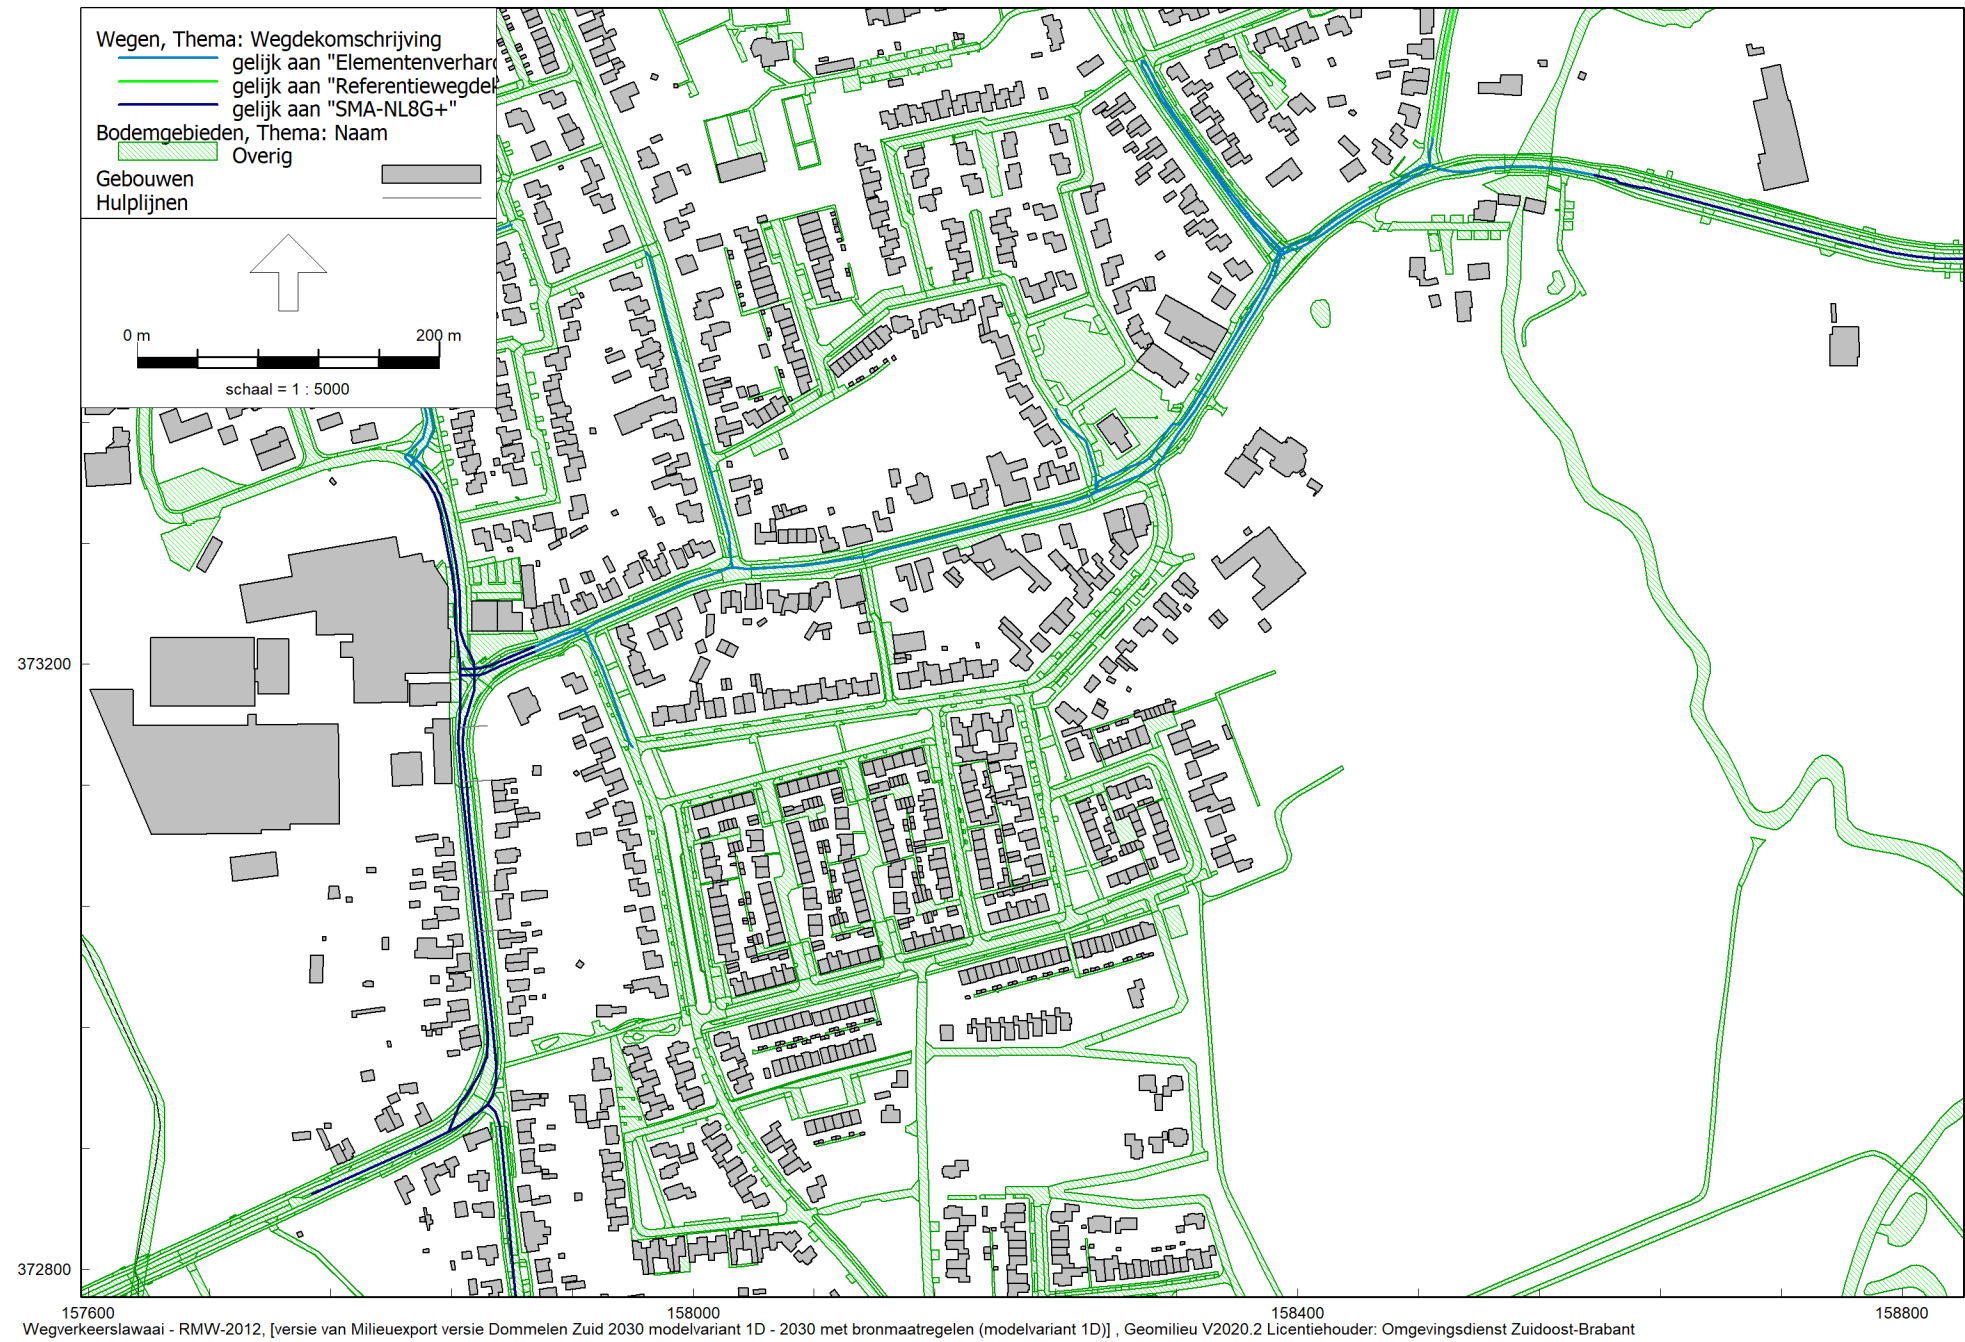 Wegen, Thema: Wegdekomschrijving
gelijk aan "Elementenverhard
gelijk aan "Referentiewegdek
gelijk aan "SMA-NL8G+"
Bodemgebieden, Thema: Naam
Overig
Gebouwen
Hulplijnen
0 m 200 m
schaal = 1 : 5000
373200
372800
157600 158000 158400 158800
Wegverkeerslawaai - RMW-2012, [versie van Milieuexport versie Dommelen Zuid 2030 modelvariant 1D - 2030 met bronmaatregelen (modelvariant 1D)] , Geomilieu V2020.2 Licentiehouder: Omgevingsdienst Zuidoost-Brabant